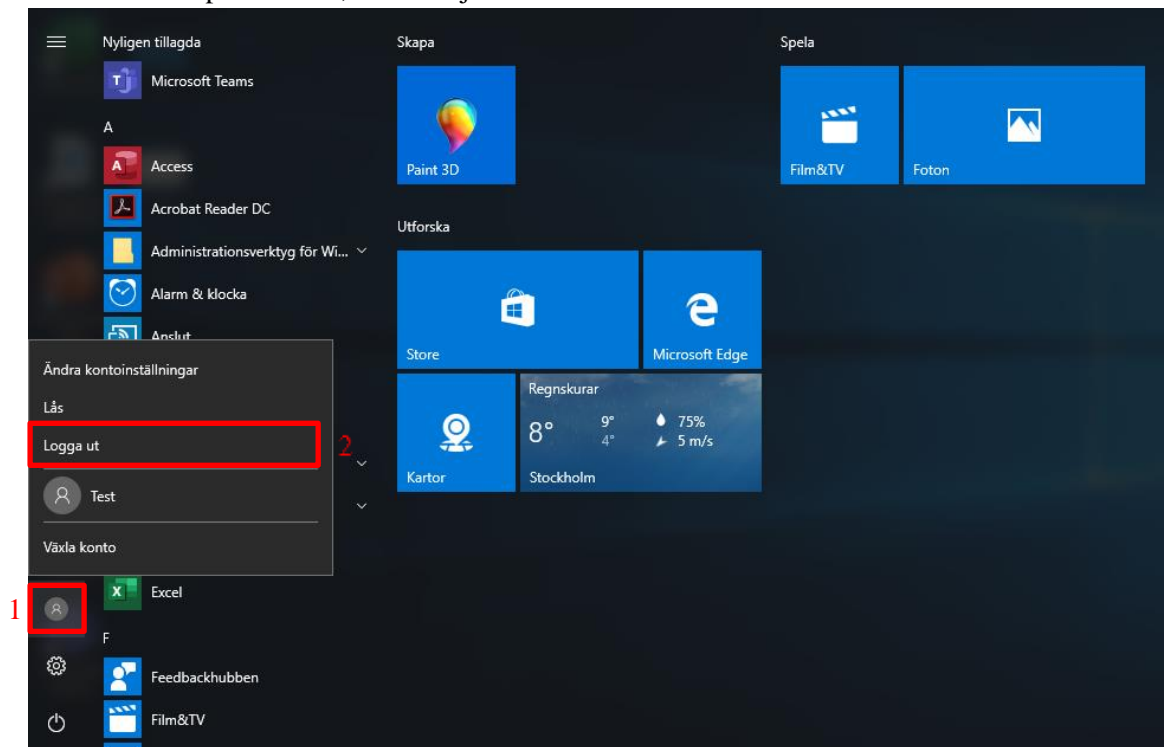 Nyligen tillagda
Microsoft Teams
A
Access
Acrobat Reader DC
Administrationsverktyg för Wi...
Alarm & klocka
Anslut
Ändra kontoinställningar
Lås
Logga ut
2
Test
Växla konto
Excel
1
F
Feedbackhubben
Film&TV
Skapa
Paint 3D
Utforska
Store
Microsoft Edge
Kartor
Regnskurar
8° 9° 75%
4° 5 m/s
Stockholm
Spela
Film&TV
Foton